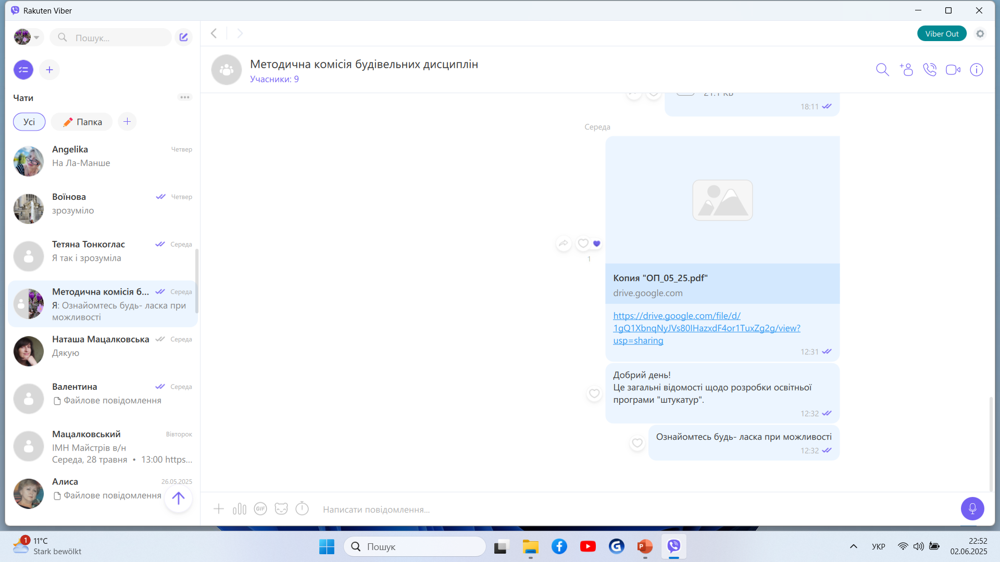 Rakuten Viber
Пошук...
Viber Out
Методична комісія будівельних дисциплін
Учасники: 9
Чати
Усі
Папка
Angelika
Четвер
На Ла-Манше
Воїнова
Четвер
зрозуміло
Тетяна Тонкоглас
Середа
Я так і зрозуміла
Методична комісія б...
Середа
Я: Ознайомтесь будь- ласка при
можливості
Наташа Мацалковська
Середа
Дякую
Валентина
Середа
Файлове повідомлення
Мацалковський
Вівторок
ІМН Майстрів в/н
Середа, 28 травня • 13:00 https...
Алиса
26.05.2025
Файлове повідомлення
18:11
Середа
1
Копия "ОП_05_25.pdf"
drive.google.com
https://drive.google.com/file/d/
1gQ1XbnqNyJVs80IHazxdF4or1TuxZg2g/view?
usp=sharing
12:31
Добрий день!
Це загальні відомості щодо розробки освітньої
програми "штукатур".
12:32
Ознайомтесь будь- ласка при можливості
12:32
GIF
Написати повідомлення...
1
11°C
Stark bewölkt
Пошук
УКР
22:52
02.06.2025